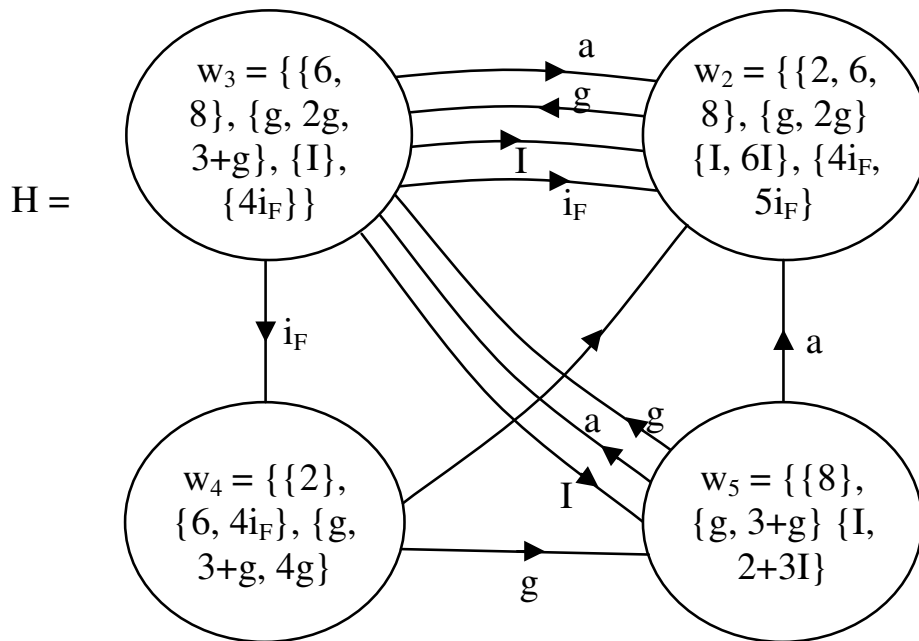 H =
w₃ = {{6,
8}, {g, 2g,
3+g}, {I},
{4i_F}}
a
g
I
i_F
w₂ = {{2, 6,
8}, {g, 2g}
{I, 6I}, {4i_F,
5i_F}
i_F
a
g
a
I
w₄ = {{2},
{6, 4i_F}, {g,
3+g, 4g}
g
w₅ = {{8},
{g, 3+g} {I,
2+3I}